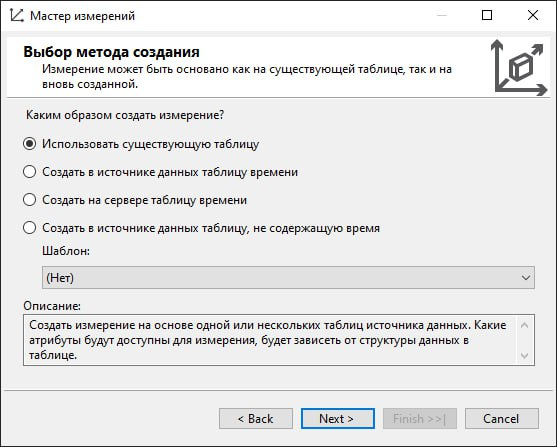 Мастер измерений
Выбор метода создания
Измерение может быть основано как на существующей таблице, так и на
вновь созданной.
Каким образом создать измерение?
Использовать существующую таблицу
Создать в источнике данных таблицу времени
Создать на сервере таблицу времени
Создать в источнике данных таблицу, не содержащую время
Шаблон:
(Нет)
Описание:
Создать измерение на основе одной или нескольких таблиц источника данных. Какие
атрибуты будут доступны для измерения, будет зависеть от структуры данных в
таблице.
< Back
Next >
Finish >>|
Cancel